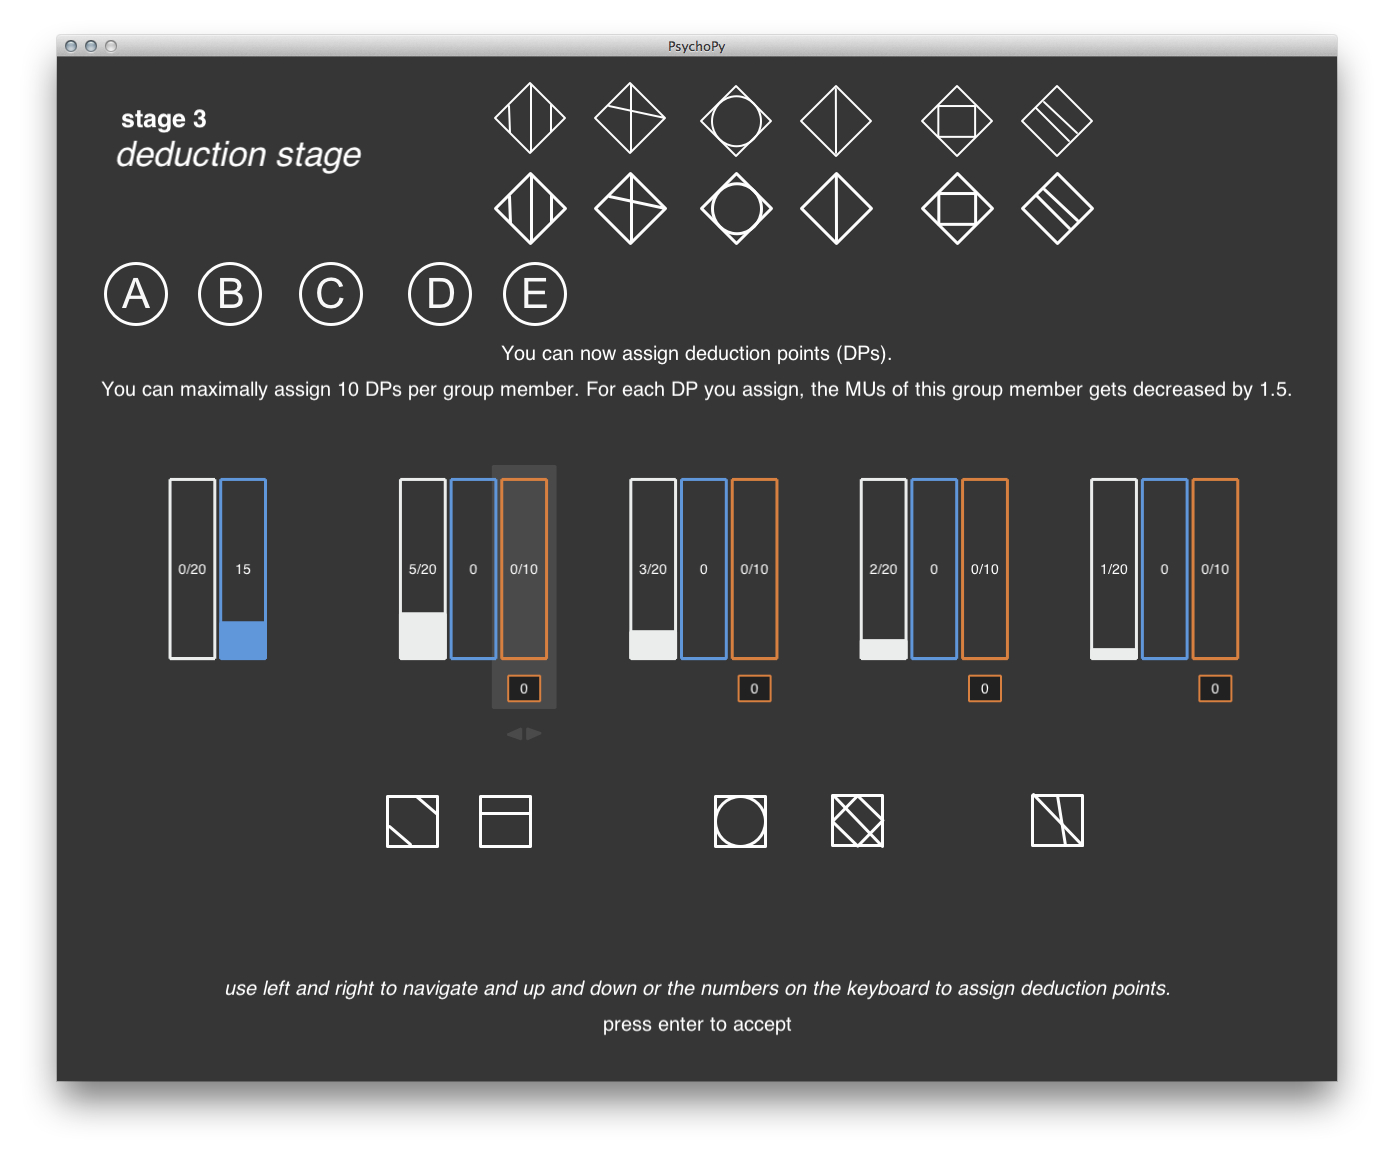 PsychoPy
stage 3
deduction stage
A B C D E
You can now assign deduction points (DPs).
You can maximally assign 10 DPs per group member. For each DP you assign, the MUs of this group member gets decreased by 1.5.
0/20 15 5/20 0 0/10 3/20 0 0/10 2/20 0 0/10 1/20 0 0/10
0 0 0 0
use left and right to navigate and up and down or the numbers on the keyboard to assign deduction points.
press enter to accept